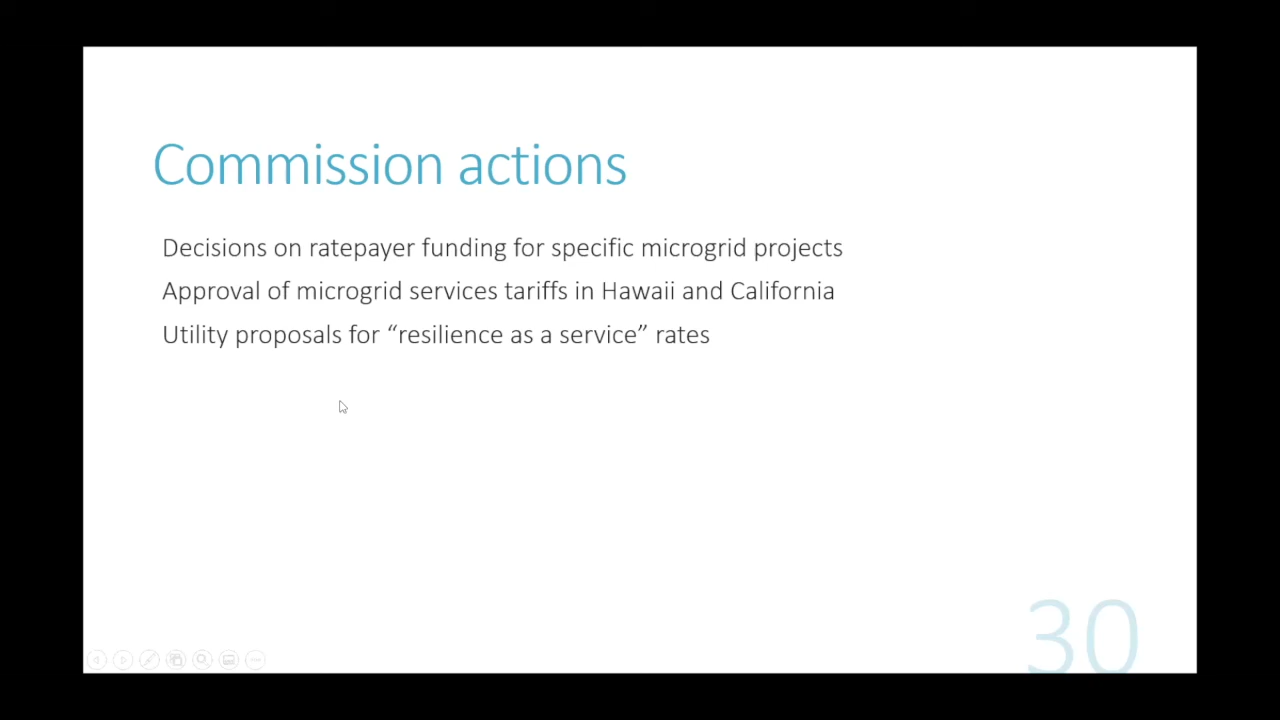 Commission actions
Decisions on ratepayer funding for specific microgrid projects
Approval of microgrid services tariffs in Hawaii and California
Utility proposals for “resilience as a service” rates
30